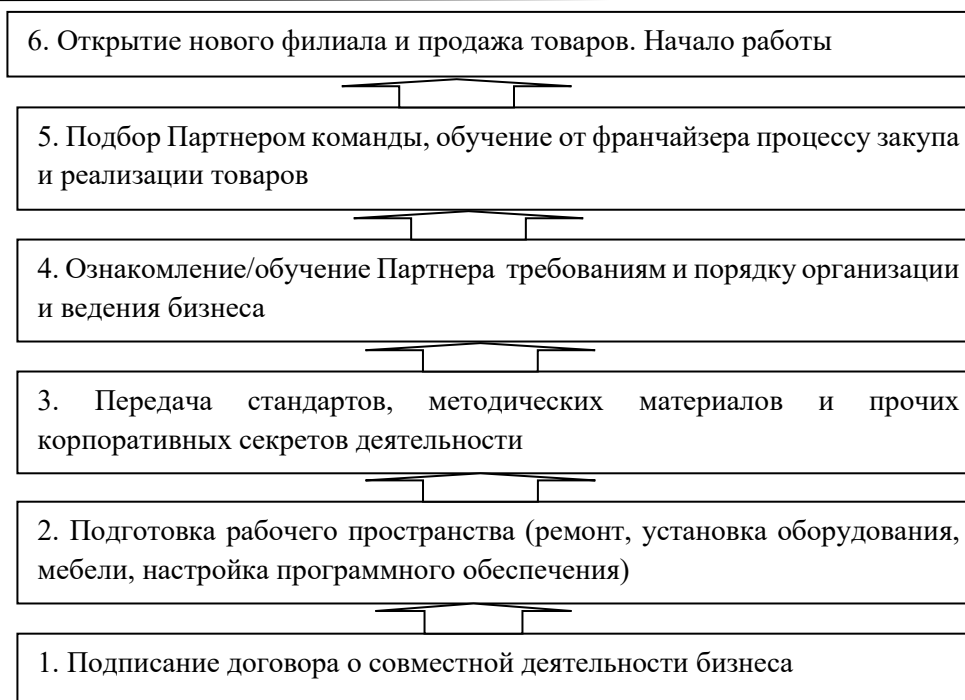 6. Открытие нового филиала и продажа товаров. Начало работы
5. Подбор Партнером команды, обучение от франчайзера процессу закупа
и реализации товаров
4. Ознакомление/обучение Партнера требованиям и порядку организации
и ведения бизнеса
3. Передача стандартов, методических материалов и прочих
корпоративных секретов деятельности
2. Подготовка рабочего пространства (ремонт, установка оборудования,
мебели, настройка программного обеспечения)
1. Подписание договора о совместной деятельности бизнеса